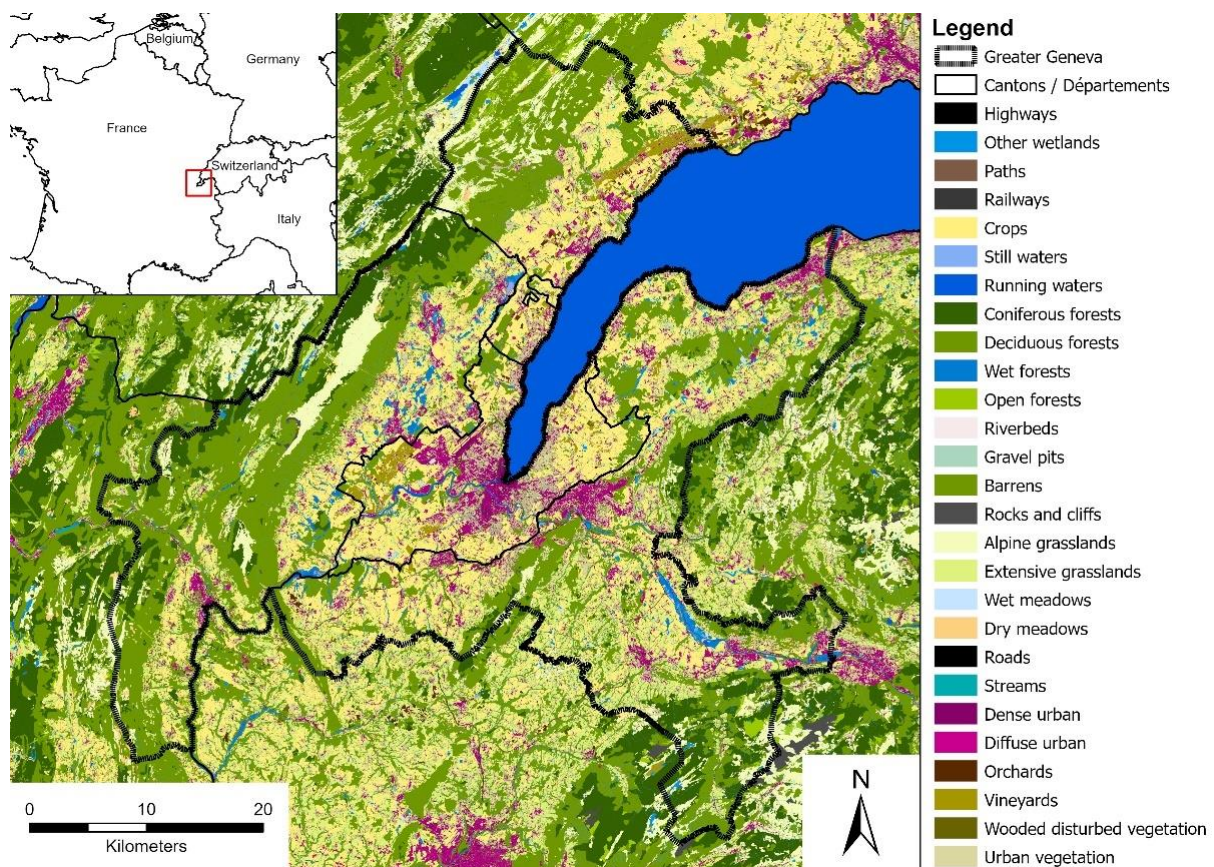 Belgium
Germany
France
Switzerland
Italy
0 10 20
Kilometers
N
Legend
Greater Geneva
Cantons / Départements
Highways
Other wetlands
Paths
Railways
Crops
Still waters
Running waters
Coniferous forests
Deciduous forests
Wet forests
Open forests
Riverbeds
Gravel pits
Barrens
Rocks and cliffs
Alpine grasslands
Extensive grasslands
Wet meadows
Dry meadows
Roads
Streams
Dense urban
Diffuse urban
Orchards
Vineyards
Wooded disturbed vegetation
Urban vegetation